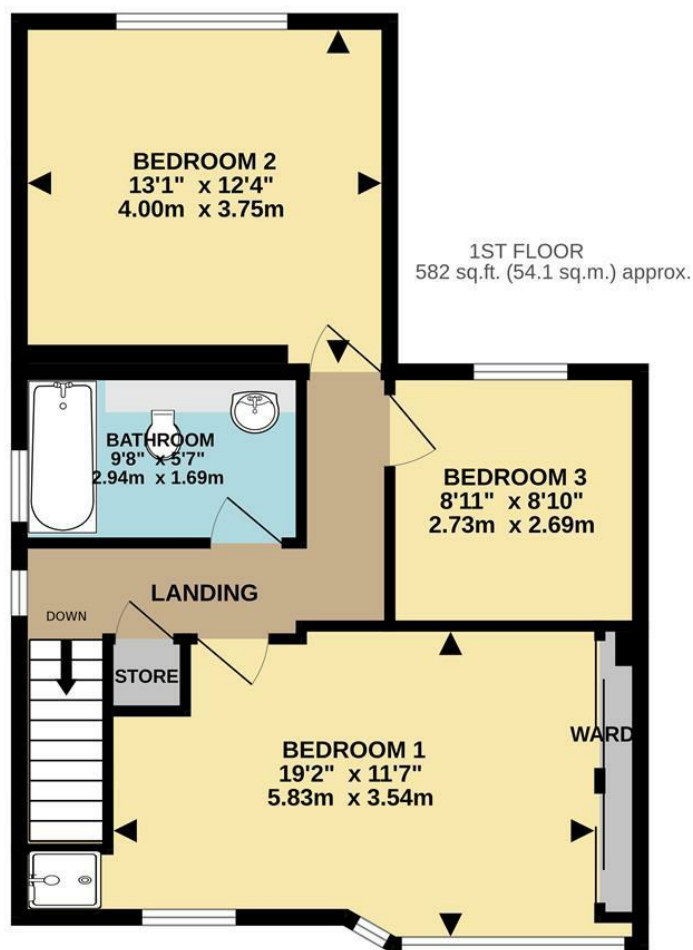 BEDROOM 2
13'1" x 12'4"
4.00m x 3.75m
1ST FLOOR
582 sq.ft. (54.1 sq.m.) approx.
BATHROOM
9'8" x 5'7"
2.94m x 1.69m
BEDROOM 3
8'11" x 8'10"
2.73m x 2.69m
LANDING
DOWN
STORE
WARD
BEDROOM 1
19'2" x 11'7"
5.83m x 3.54m